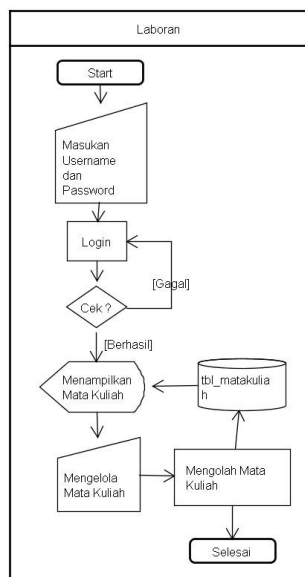 Laboran
Start
Masukan
Username
dan
Password
Login
[Gagal]
Cek ?
[Berhasil]
Menampilkan
Mata Kuliah
tbl_matakulia
h
Mengelola
Mata Kuliah
Mengolah Mata
Kuliah
Selesai